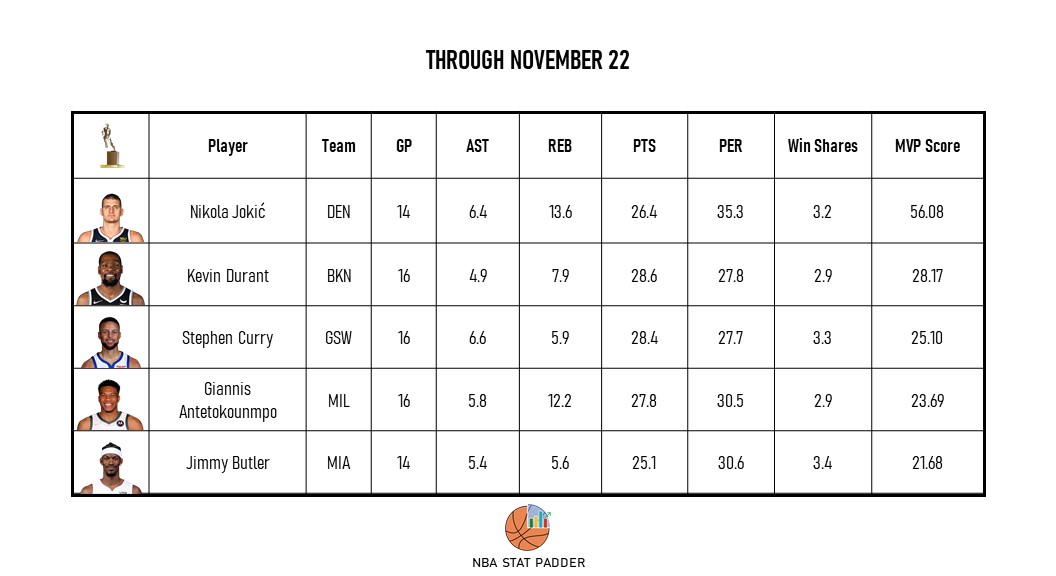 THROUGH NOVEMBER 22
Player Team GP AST REB PTS PER Win Shares MVP Score
Nikola Jokić DEN 14 6.4 13.6 26.4 35.3 3.2 56.08
Kevin Durant BKN 16 4.9 7.9 28.6 27.8 2.9 28.17
Stephen Curry GSW 16 6.6 5.9 28.4 27.7 3.3 25.10
Giannis
Antetokounmpo MIL 16 5.8 12.2 27.8 30.5 2.9 23.69
Jimmy Butler MIA 14 5.4 5.6 25.1 30.6 3.4 21.68
NBA STAT PADDER